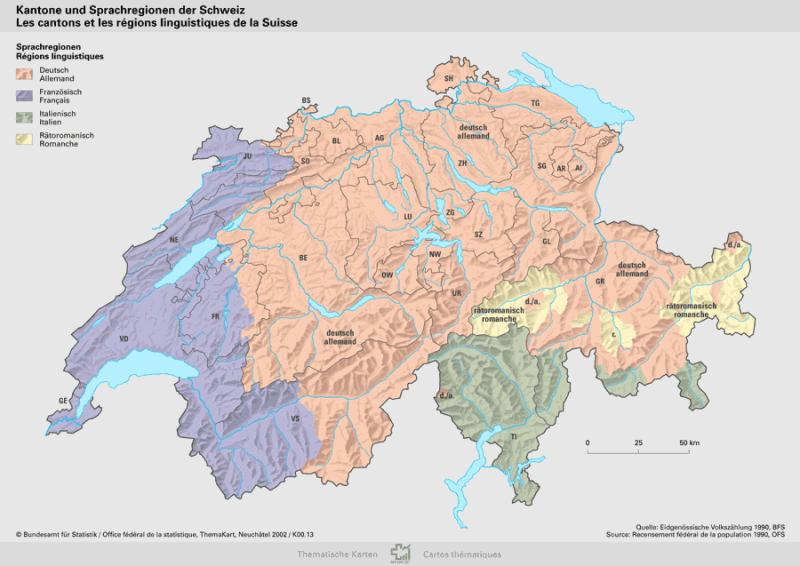 Kantone und Sprachregionen der Schweiz
Les cantons et les régions linguistiques de la Suisse
Sprachregionen
Régions linguistiques
Deutsch
Allemand
Französisch
Français
Italienisch
Italien
Rätoromanisch
Romanche
SH
BS
TG
BL
AG
deutsch
allemand
JU
SO
ZH
SG
AR
AI
LU
ZG
NE
SZ
GL
d./a.
BE
NW
OW
deutsch
allemand
GR
UR
d./a.
FR
rätoromanisch
romanche
rätoromanisch
romanche
VD
deutsch
allemand
r.
GE
d./a.
VS
TI
0 25 50 km
Quelle: Eidgenössische Volkszählung 1990, BFS
© Bundesamt für Statistik / Office fédéral de la statistique, ThemaKart, Neuchâtel 2002 / K00.13
Source: Recensement fédéral de la population 1990, OFS
Thematische Karten
Cartes thématiques